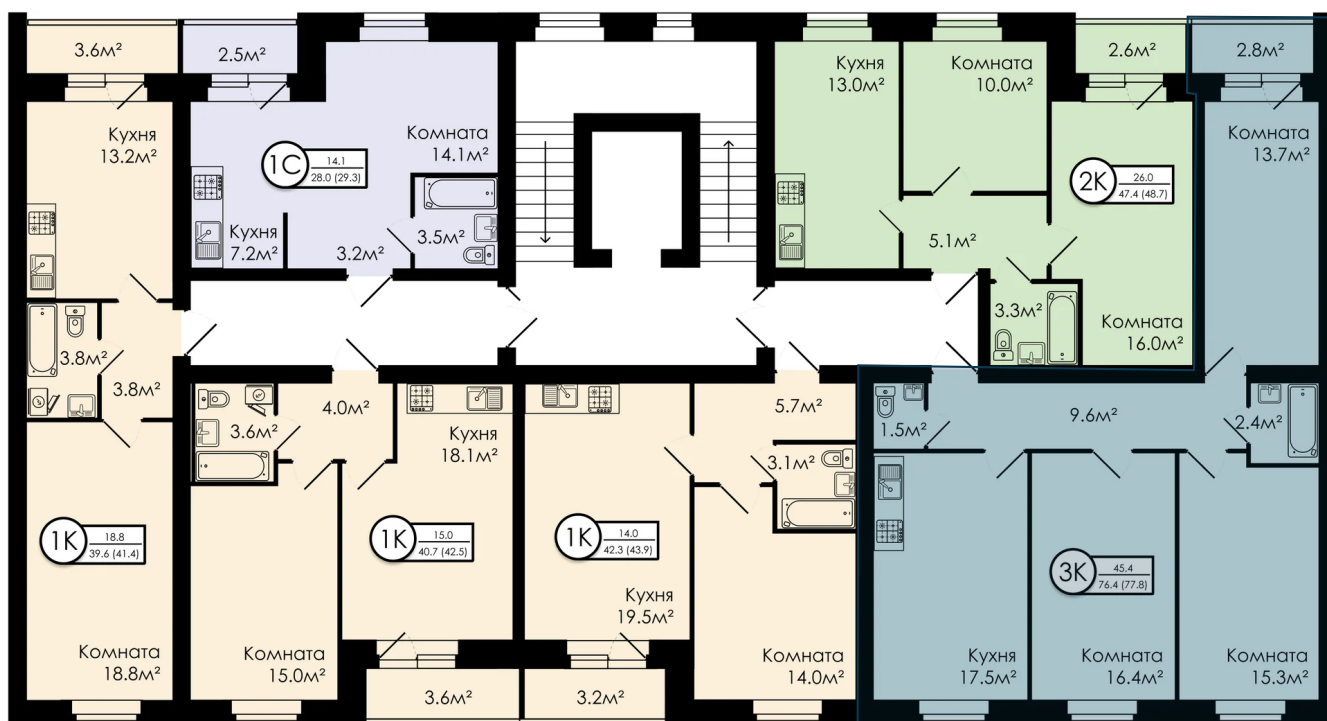 3.6м²
2.5м²
2.6м²
2.8м²
Кухня
13.2м²
Комната
14.1м²
1С
14.1
28.0 (29.3)
Кухня
7.2м²
3.2м²
3.5м²
Кухня
13.0м²
Комната
10.0м²
2К
26.0
47.4 (48.7)
Комната
13.7м²
5.1м²
3.3м²
Комната
16.0м²
3.8м²
3.8м²
4.0м²
3.6м²
Кухня
18.1м²
5.7м²
3.1м²
1.5м²
9.6м²
2.4м²
1К
18.8
39.6 (41.4)
1К
15.0
40.7 (42.5)
1К
14.0
42.3 (43.9)
3К
45.4
76.4 (77.8)
Комната
18.8м²
Комната
15.0м²
Кухня
19.5м²
Комната
14.0м²
Кухня
17.5м²
Комната
16.4м²
Комната
15.3м²
3.6м²
3.2м²